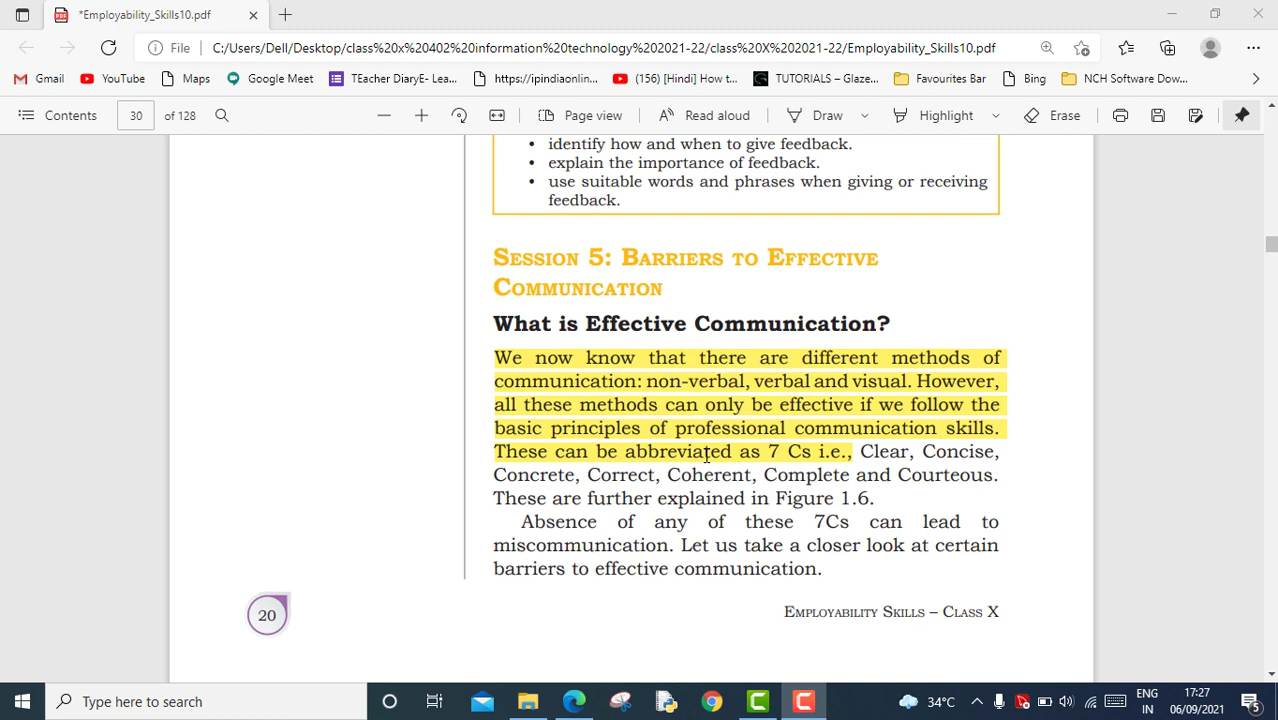 *Employability_Skills10.pdf
File
C:/Users/Dell/Desktop/class%20x%20402%20information%20technology%202021-22/class%20X%202021-22/Employability_Skills10.pdf
Gmail
YouTube
Maps
Google Meet
TEacher DiaryE- Lea...
https://ipindiaonlin...
(156) [Hindi] How t...
TUTORIALS – Glaze...
Favourites Bar
Bing
NCH Software Dow...
Contents
30
of 128
Page view
Read aloud
Draw
Highlight
Erase
• identify how and when to give feedback.
• explain the importance of feedback.
• use suitable words and phrases when giving or receiving
feedback.
Session 5: Barriers to Effective
Communication
What is Effective Communication?
We now know that there are different methods of
communication: non-verbal, verbal and visual. However,
all these methods can only be effective if we follow the
basic principles of professional communication skills.
These can be abbreviated as 7 Cs i.e., Clear, Concise,
Concrete, Correct, Coherent, Complete and Courteous.
These are further explained in Figure 1.6.
Absence of any of these 7Cs can lead to
miscommunication. Let us take a closer look at certain
barriers to effective communication.
20
Employability Skills – Class X
Type here to search
34°C
ENG
IN
17:27
06/09/2021
5